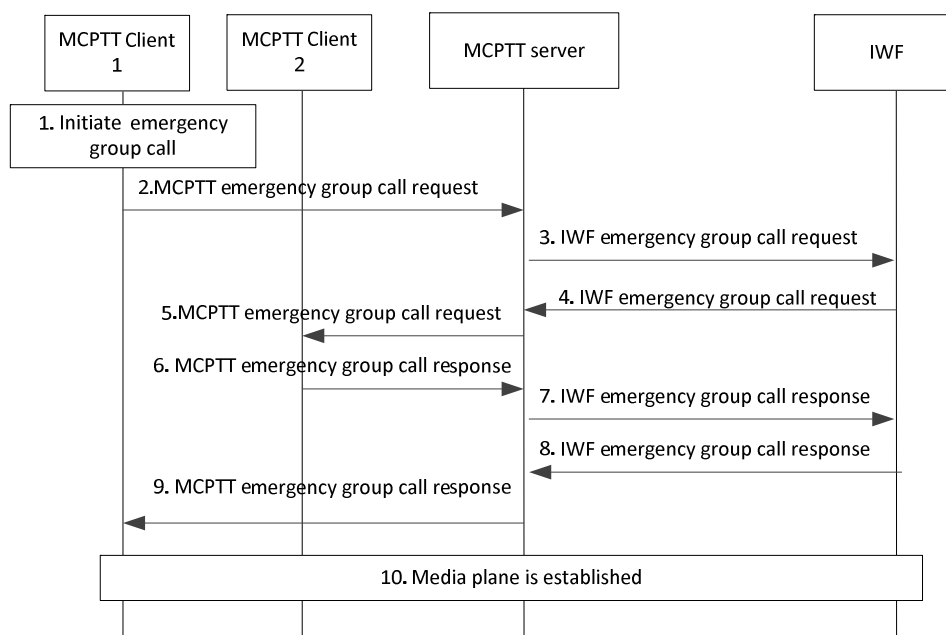 MCPTT Client
1
MCPTT Client
2
MCPTT server
IWF
1. Initiate emergency
group call
2.MCPTT emergency group call request
3. IWF emergency group call request
4. IWF emergency group call request
5.MCPTT emergency group call request
6. MCPTT emergency group call response
7. IWF emergency group call response
8. IWF emergency group call response
9. MCPTT emergency group call response
10. Media plane is established